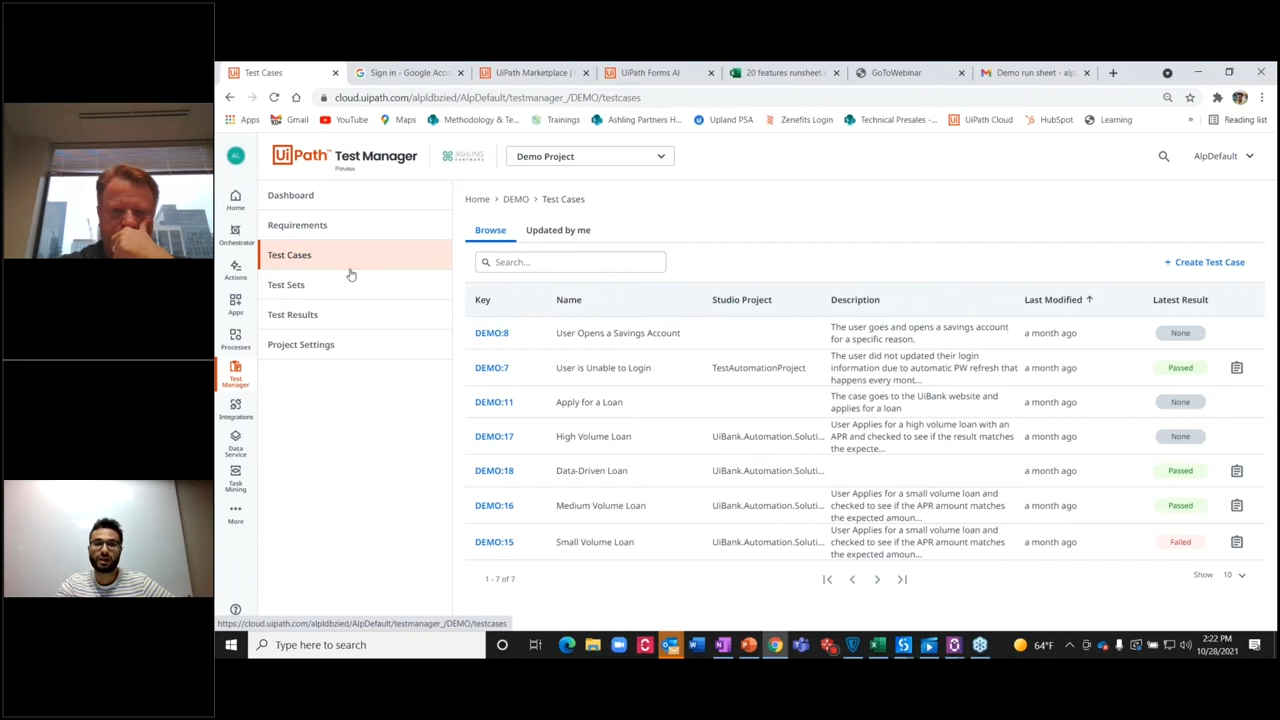 Test Cases
Sign in - Google Acco
UiPath Marketplace |
UiPath Forms AI
20 features runsheet.
GoToWebinar
Demo run sheet - alp
cloud.uipath.com/alpldbzied/AlpDefault/testmanager_/DEMO/testcases
Apps
Gmail
YouTube
Maps
Methodology & Te...
Trainings
Ashling Partners H...
Upland PSA
Zenefits Login
Technical Presales -...
UiPath Cloud
HubSpot
Learning
»
Reading list
AL
UiPath Test Manager
Preview
ASHLING
PARTNERS
Demo Project
AlpDefault
Home
Orchestrator
Actions
Apps
Processes
Test
Manager
Integrations
Data
Service
Task
Mining
More
Dashboard
Requirements
Test Cases
Test Sets
Test Results
Project Settings
Home > DEMO > Test Cases
Browse
Updated by me
Search...
+ Create Test Case
Key Name Studio Project Description Last Modified Latest Result
DEMO:8 User Opens a Savings Account The user goes and opens a savings account a month ago None
for a specific reason.
The user did not updated their login
DEMO:7 User is Unable to Login TestAutomationProject information due to automatic PW refresh that a month ago Passed
happens every mont...
DEMO:11 Apply for a Loan The case goes to the UiBank website and a month ago None
applies for a loan
User Applies for a high volume loan with an
DEMO:17 High Volume Loan UiBank.Automation.Soluti... APR and checked to see if the result matches a month ago None
the expecte...
DEMO:18 Data-Driven Loan UiBank.Automation.Soluti... a month ago Passed
User Applies for a small volume loan and
DEMO:16 Medium Volume Loan UiBank.Automation.Soluti... checked to see if the APR amount matches a month ago Passed
the expected amoun...
User Applies for a small volume loan and
DEMO:15 Small Volume Loan UiBank.Automation.Soluti... checked to see if the APR amount matches a month ago Failed
the expected amoun...
1 - 7 of 7
Show 10
https://cloud.uipath.com/alpldbzied/AlpDefault/testmanager_/DEMO/testcases
Type here to search
64°F
2:22 PM
10/28/2021